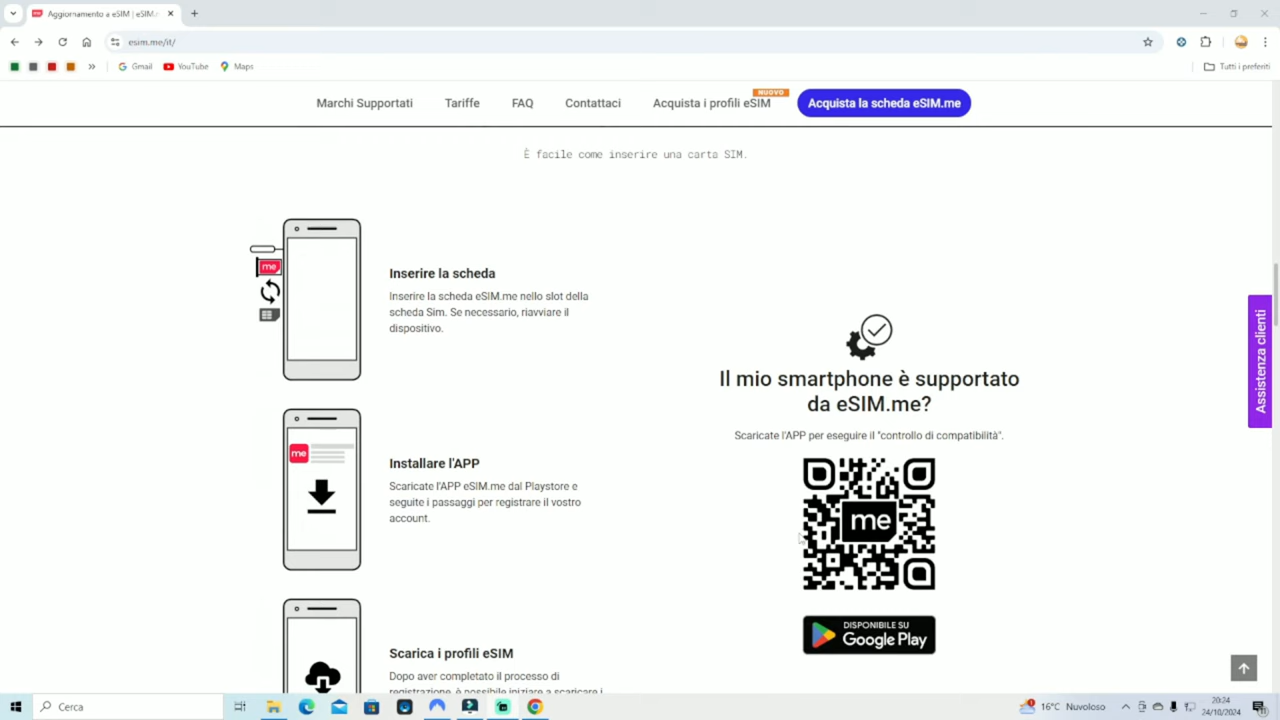 Aggiornamento a eSIM | eSIM.
esim.me/it/
Gmail
YouTube
Maps
Tutti i preferiti
NUOVO
Marchi Supportati
Tariffe
FAQ
Contattaci
Acquista i profili eSIM
Acquista la scheda eSIM.me
È facile come inserire una carta SIM.
me
Inserire la scheda
Inserire la scheda eSIM.me nello slot della
scheda Sim. Se necessario, riavviare il
dispositivo.
me
Installare l'APP
Scaricate l'APP eSIM.me dal Playstore e
seguite i passaggi per registrare il vostro
account.
Scarica i profili eSIM
Dopo aver completato il processo di
registrazione, è possibile iniziare a scaricare i
Il mio smartphone è supportato
da eSIM.me?
Scaricate l'APP per eseguire il "controllo di compatibilità".
me
DISPONIBILE SU
Google Play
Assistenza clienti
Cerca
16°C Nuvoloso
20:24
24/10/2024